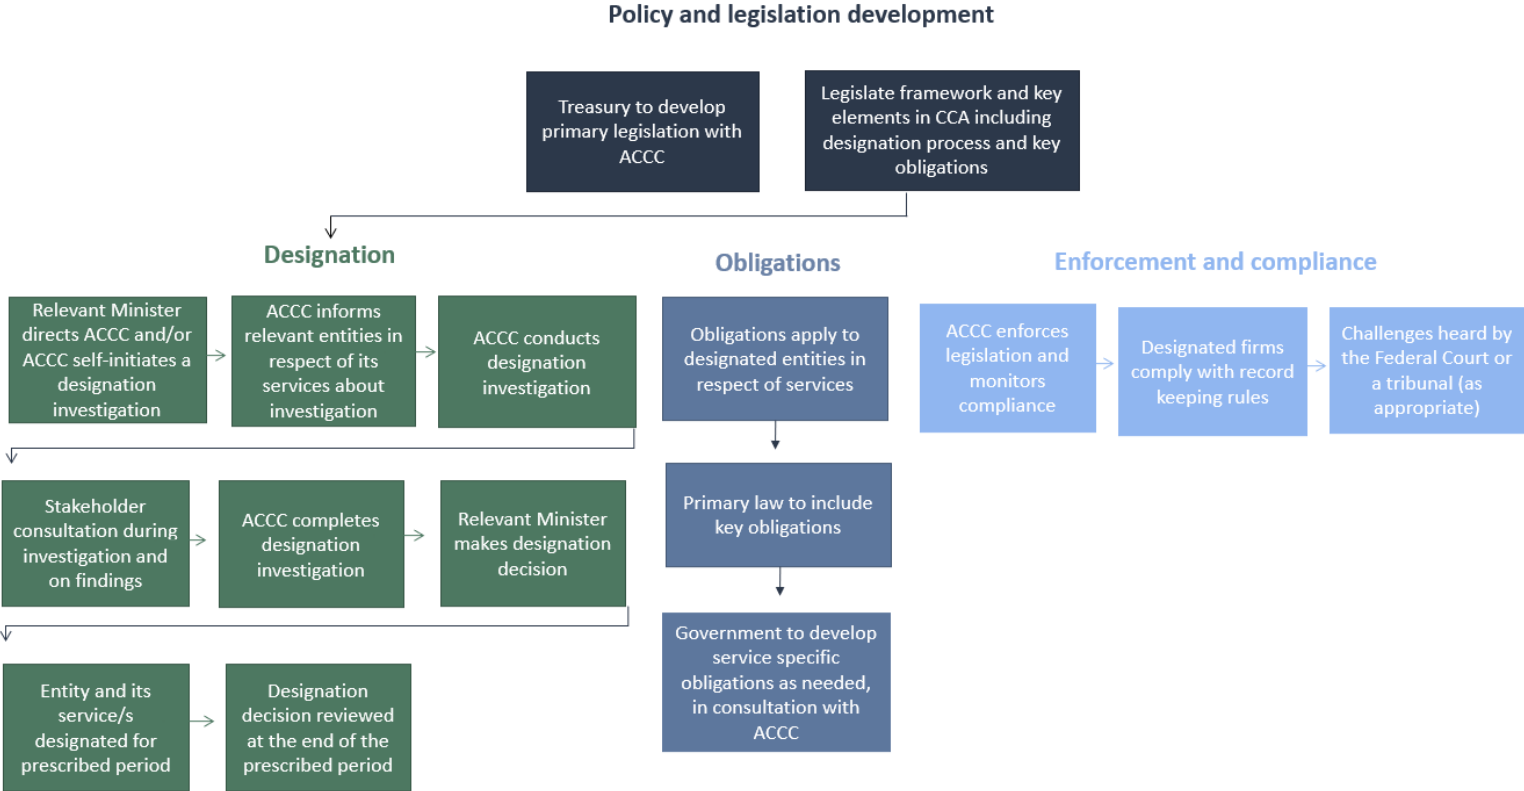 Policy and legislation development
Treasury to develop
primary legislation with
ACCC
Legislate framework and key
elements in CCA including
designation process and key
obligations
Designation
Relevant Minister
directs ACCC and/or
ACCC self-initiates a
designation
investigation
ACCC informs
relevant entities in
respect of its
services about
investigation
ACCC conducts
designation
investigation
Stakeholder
consultation during
investigation and
on findings
ACCC completes
designation
investigation
Relevant Minister
makes designation
decision
Entity and its
service/s
designated for
prescribed period
Designation
decision reviewed
at the end of the
prescribed period
Obligations
Obligations apply to
designated entities in
respect of services
Primary law to include
key obligations
Government to develop
service specific
obligations as needed,
in consultation with
ACCC
Enforcement and compliance
ACCC enforces
legislation and
monitors
compliance
Designated firms
comply with record
keeping rules
Challenges heard by
the Federal Court or
a tribunal (as
appropriate)